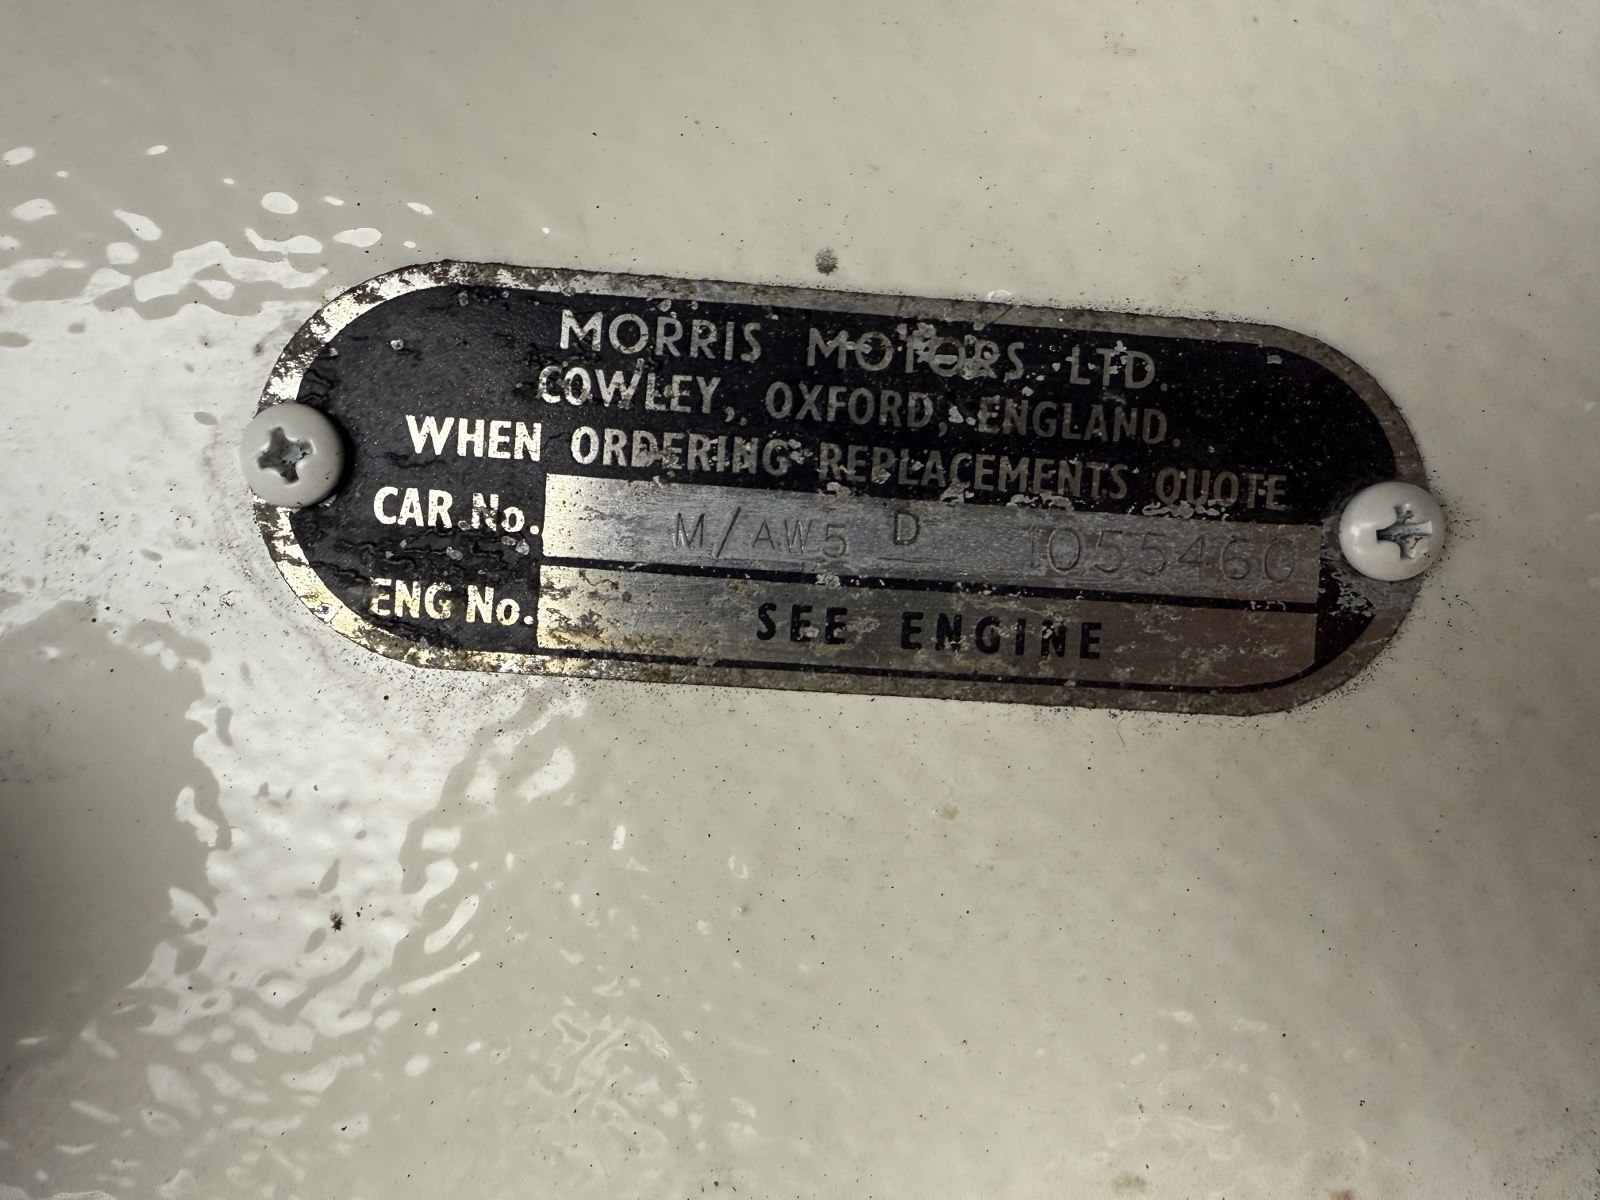 MORRIS MOTORS LTD.
COWLEY, OXFORD, ENGLAND.
WHEN ORDERING REPLACEMENTS QUOTE
CAR No. M/AW5 D 1055460
ENG No. SEE ENGINE